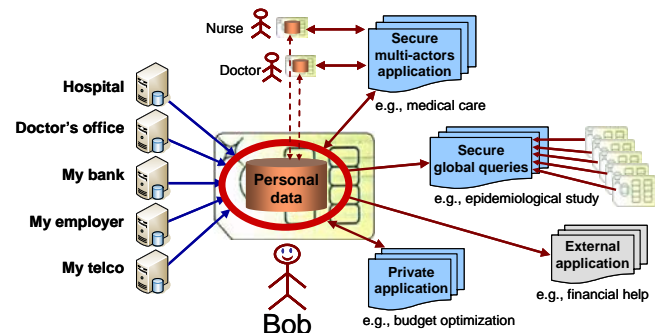 Nurse
Doctor
Secure
multi-actors
application
e.g., medical care
Hospital
Doctor's office
My bank
My employer
My telco
Personal
data
Secure
global queries
e.g., epidemiological study
External
application
e.g., financial help
Private
application
e.g., budget optimization
Bob